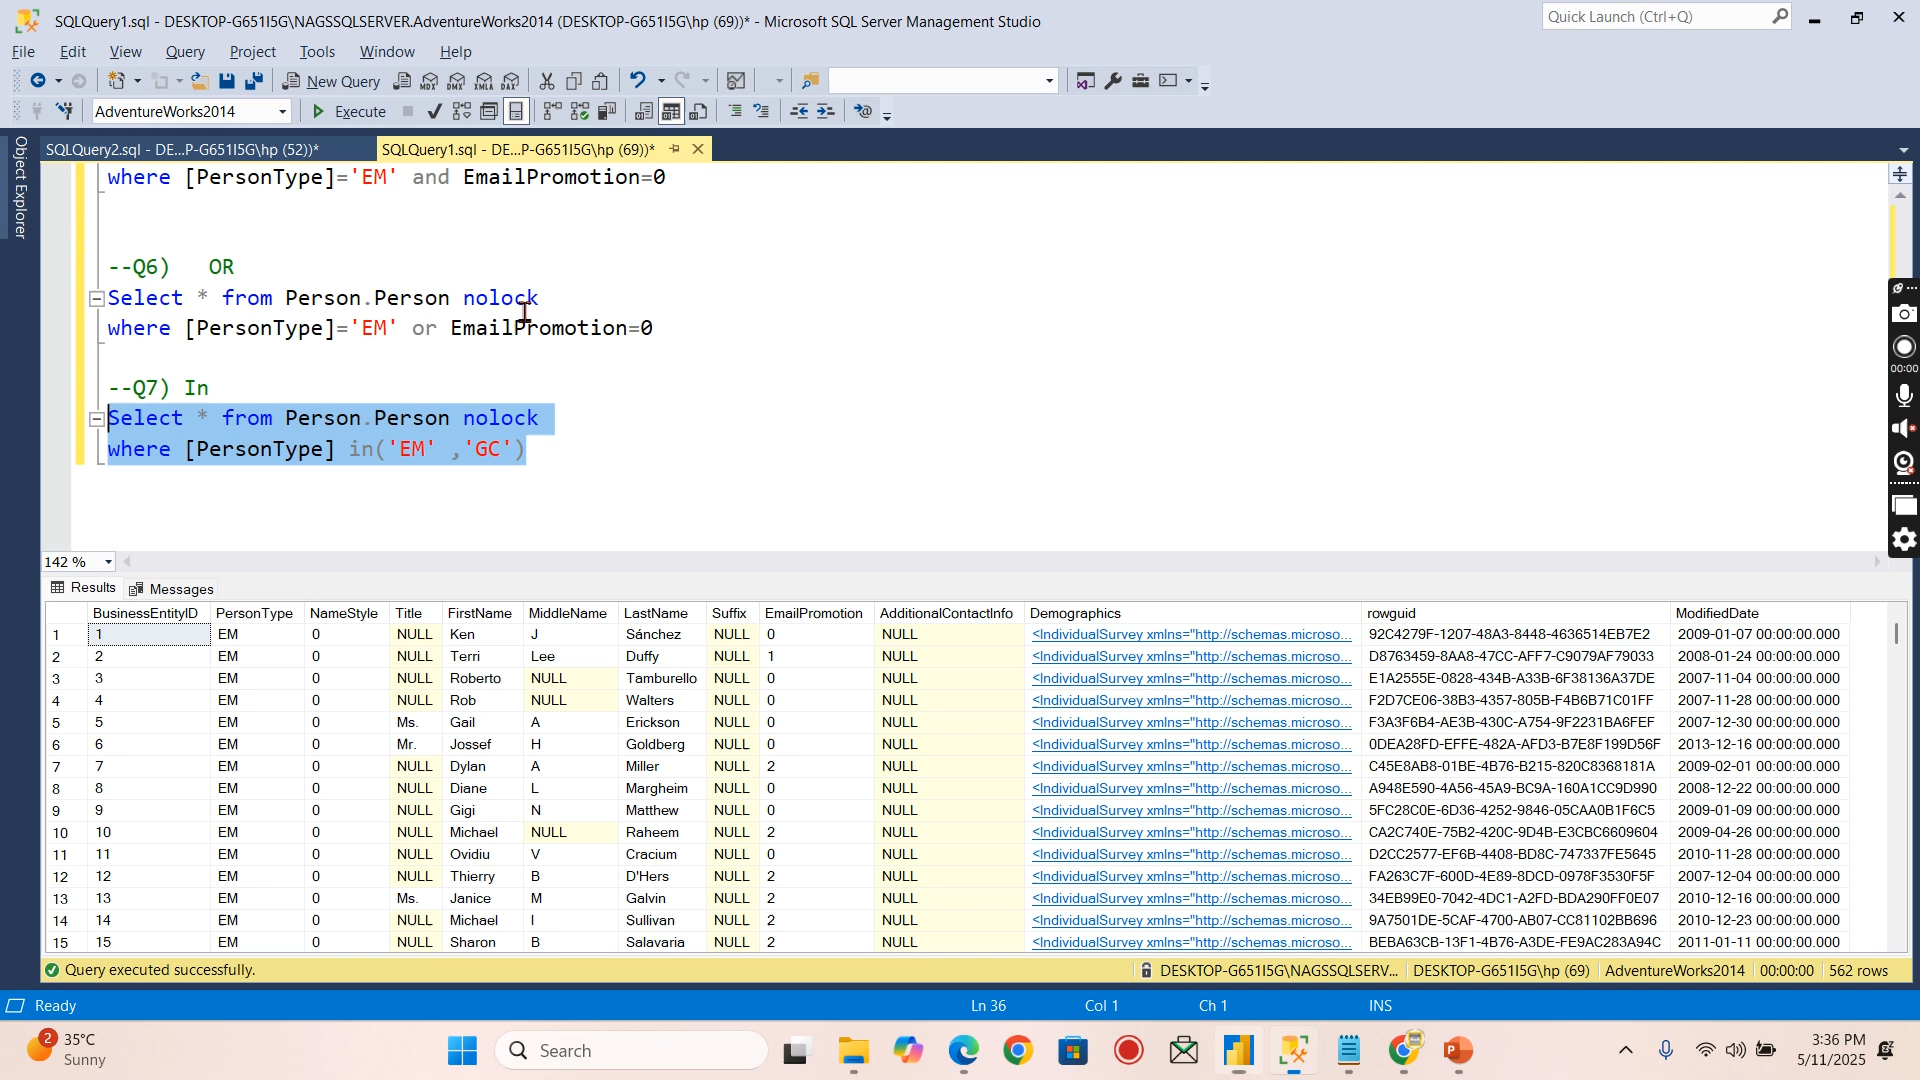 SQLQuery1.sql - DESKTOP-G651I5G\NAGSSQLSERVER.AdventureWorks2014 (DESKTOP-G651I5G\hp (69))* - Microsoft SQL Server Management Studio
Quick Launch (Ctrl+Q)
File Edit View Query Project Tools Window Help
New Query MDX DMX XMLA DAX
AdventureWorks2014 Execute
Object Explorer
SQLQuery2.sql - DE...P-G651I5G\hp (52))* SQLQuery1.sql - DE...P-G651I5G\hp (69))*
where [PersonType]='EM' and EmailPromotion=0
--Q6) OR
Select * from Person.Person nolock
where [PersonType]='EM' or EmailPromotion=0
--Q7) In
Select * from Person.Person nolock
where [PersonType] in('EM' ,'GC')
00:00
142 %
Results Messages
BusinessEntityID PersonType NameStyle Title FirstName MiddleName LastName Suffix EmailPromotion AdditionalContactInfo Demographics rowguid ModifiedDate
1 1 EM 0 NULL Ken J Sánchez NULL 0 NULL <IndividualSurvey xmlns="http://schemas.microso... 92C4279F-1207-48A3-8448-4636514EB7E2 2009-01-07 00:00:00.000
2 2 EM 0 NULL Terri Lee Duffy NULL 1 NULL <IndividualSurvey xmlns="http://schemas.microso... D8763459-8AA8-47CC-AFF7-C9079AF79033 2008-01-24 00:00:00.000
3 3 EM 0 NULL Roberto NULL Tamburello NULL 0 NULL <IndividualSurvey xmlns="http://schemas.microso... E1A2555E-0828-434B-A33B-6F38136A37DE 2007-11-04 00:00:00.000
4 4 EM 0 NULL Rob NULL Walters NULL 0 NULL <IndividualSurvey xmlns="http://schemas.microso... F2D7CE06-38B3-4357-805B-F4B6B71C01FF 2007-11-28 00:00:00.000
5 5 EM 0 Ms. Gail A Erickson NULL 0 NULL <IndividualSurvey xmlns="http://schemas.microso... F3A3F6B4-AE3B-430C-A754-9F2231BA6FEF 2007-12-30 00:00:00.000
6 6 EM 0 Mr. Jossef H Goldberg NULL 0 NULL <IndividualSurvey xmlns="http://schemas.microso... 0DEA28FD-EFFE-482A-AFD3-B7E8F199D56F 2013-12-16 00:00:00.000
7 7 EM 0 NULL Dylan A Miller NULL 2 NULL <IndividualSurvey xmlns="http://schemas.microso... C45E8AB8-01BE-4B76-B215-820C8368181A 2009-02-01 00:00:00.000
8 8 EM 0 NULL Diane L Margheim NULL 0 NULL <IndividualSurvey xmlns="http://schemas.microso... A948E590-4A56-45A9-BC9A-160A1CC9D990 2008-12-22 00:00:00.000
9 9 EM 0 NULL Gigi N Matthew NULL 0 NULL <IndividualSurvey xmlns="http://schemas.microso... 5FC28C0E-6D36-4252-9846-05CAA0B1F6C5 2009-01-09 00:00:00.000
10 10 EM 0 NULL Michael NULL Raheem NULL 2 NULL <IndividualSurvey xmlns="http://schemas.microso... CA2C740E-75B2-420C-9D4B-E3CBC6609604 2009-04-26 00:00:00.000
11 11 EM 0 NULL Ovidiu V Cracium NULL 0 NULL <IndividualSurvey xmlns="http://schemas.microso... D2CC2577-EF6B-4408-BD8C-747337FE5645 2010-11-28 00:00:00.000
12 12 EM 0 NULL Thierry B D'Hers NULL 2 NULL <IndividualSurvey xmlns="http://schemas.microso... FA263C7F-600D-4E89-8DCD-0978F3530F5F 2007-12-04 00:00:00.000
13 13 EM 0 Ms. Janice M Galvin NULL 2 NULL <IndividualSurvey xmlns="http://schemas.microso... 34EB99E0-7042-4DC1-A2FD-BDA290FF0E07 2010-12-16 00:00:00.000
14 14 EM 0 NULL Michael I Sullivan NULL 2 NULL <IndividualSurvey xmlns="http://schemas.microso... 9A7501DE-5CAF-4700-AB07-CC81102BB696 2010-12-23 00:00:00.000
15 15 EM 0 NULL Sharon B Salavaria NULL 2 NULL <IndividualSurvey xmlns="http://schemas.microso... BEBA63CB-13F1-4B76-A3DE-FE9AC283A94C 2011-01-11 00:00:00.000
Query executed successfully. DESKTOP-G651I5G\NAGSSQLSERV... DESKTOP-G651I5G\hp (69) AdventureWorks2014 00:00:00 562 rows
Ready Ln 36 Col 1 Ch 1 INS
2 35°C
Sunny
Search
3:36 PM
5/11/2025